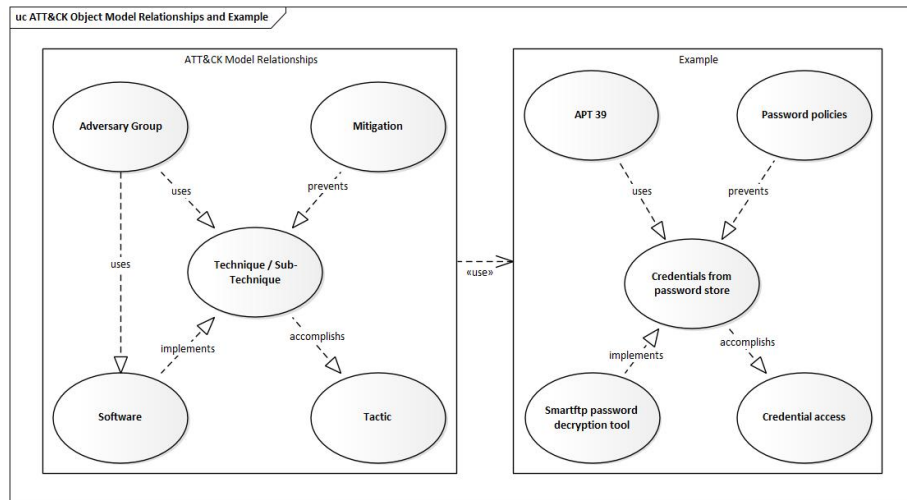 uc ATT&CK Object Model Relationships and Example
ATT&CK Model Relationships
Adversary Group
Mitigation
uses
prevents
uses
Technique / Sub-
Technique
implements
accomplishs
Software
Tactic
«use»
Example
APT 39
Password policies
uses
prevents
Credentials from
password store
implements
accomplishs
Smartftp password
decryption tool
Credential access